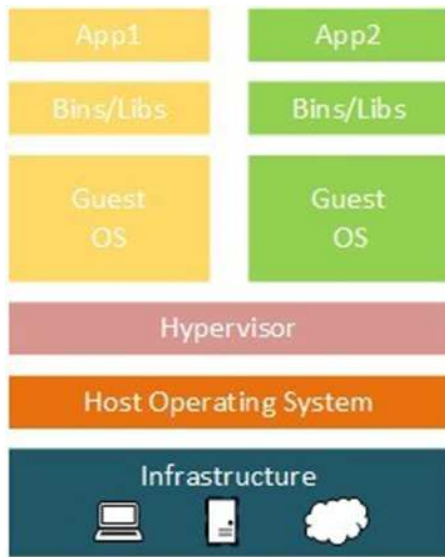 App1
App2
Bins/Libs
Bins/Libs
Guest
OS
Guest
OS
Hypervisor
Host Operating System
Infrastructure